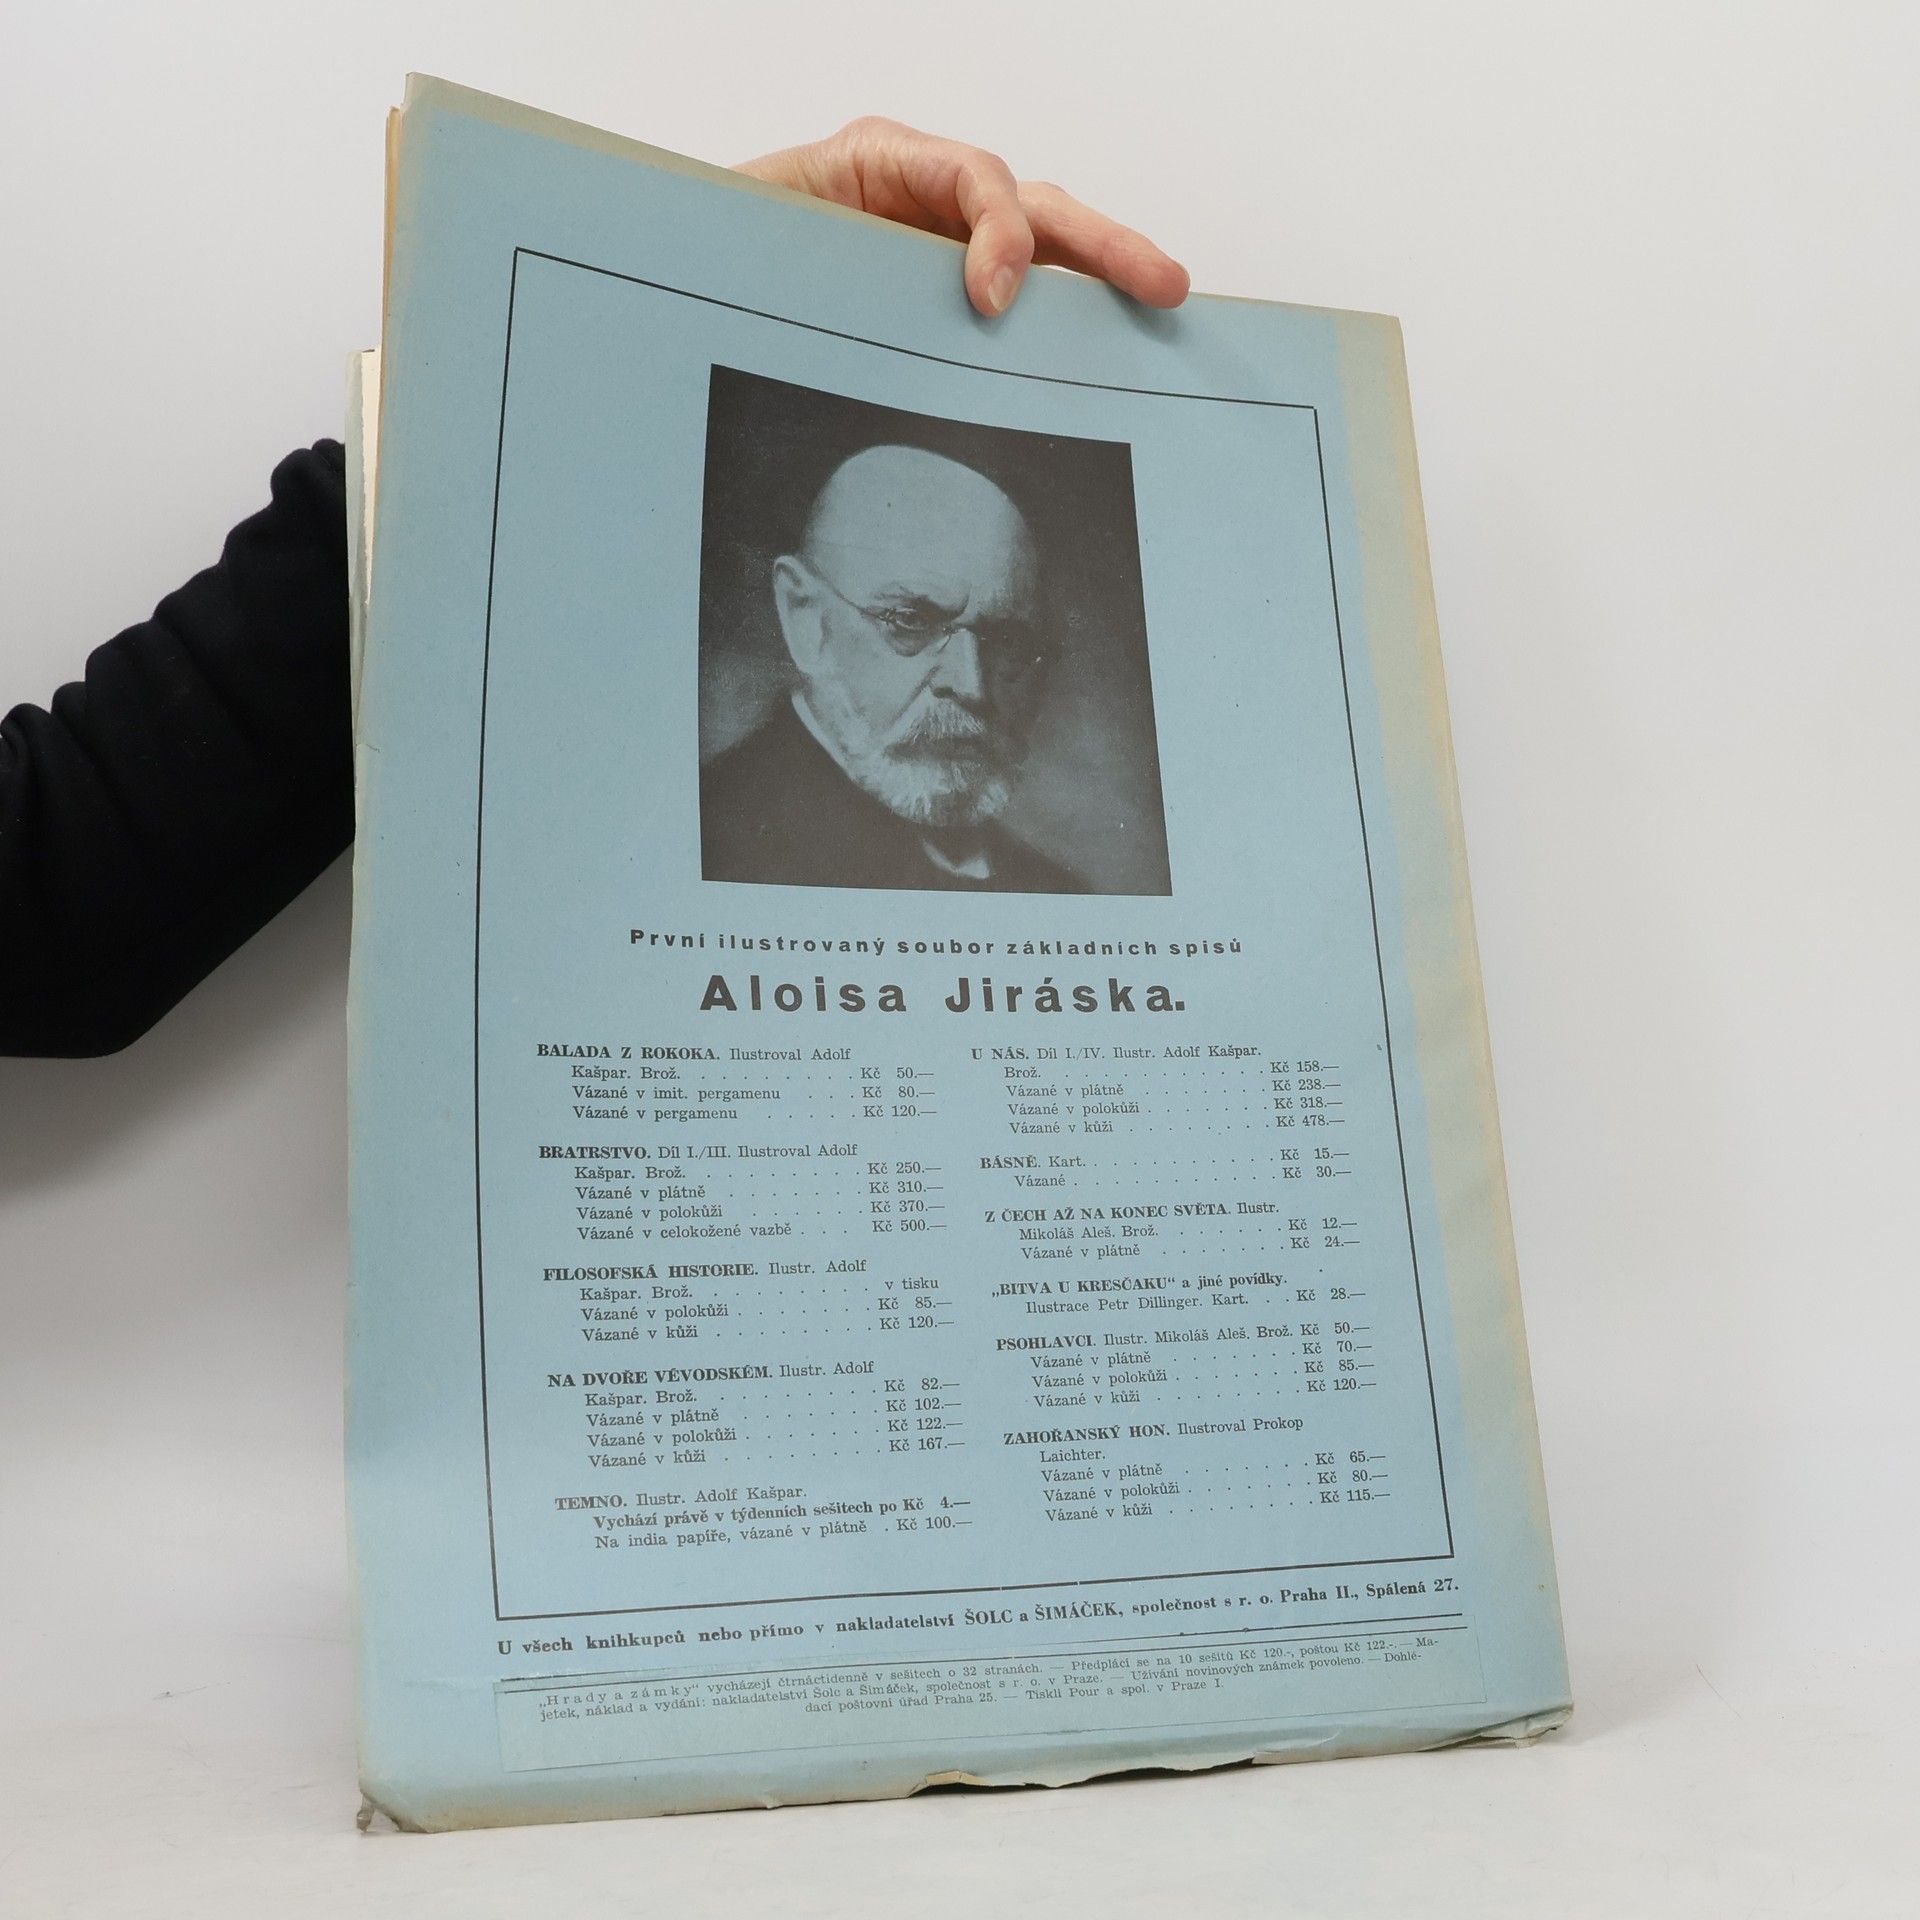 První ilustrovaný soubor základních spisů
Aloisa Jiráska.
BALADA Z ROKOKA. Ilustroval Adolf
Kašpar. Brož. . . . . . . . . Kč 50.—
Vázané v imit. pergamenu . . . Kč 80.—
Vázané v pergamenu . . . . . Kč 120.—
BRATRSTVO. Díl I./III. Ilustroval Adolf
Kašpar. Brož. . . . . . . . . Kč 250.—
Vázané v plátně . . . . . . . Kč 310.—
Vázané v polokůži . . . . . . Kč 370.—
Vázané v celokožené vazbě . . . Kč 500.—
FILOSOFSKÁ HISTORIE. Ilustr. Adolf
Kašpar. Brož. . . . . . . . . v tisku
Vázané v polokůži . . . . . . . Kč 85.—
Vázané v kůži . . . . . . . . Kč 120.—
NA DVOŘE VÉVODSKÉM. Ilustr. Adolf
Kašpar. Brož. . . . . . . . . Kč 82.—
Vázané v plátně . . . . . . . Kč 102.—
Vázané v polokůži . . . . . . . Kč 122.—
Vázané v kůži . . . . . . . . Kč 167.—
TEMNO. Ilustr. Adolf Kašpar.
Vychází právě v týdenních sešitech po Kč 4.—
Na india papíře, vázané v plátně . Kč 100.—
U NÁS. Díl I./IV. Ilustr. Adolf Kašpar.
Brož. . . . . . . . . . . . Kč 158.—
Vázané v plátně . . . . . . . Kč 238.—
Vázané v polokůži . . . . . . . Kč 318.—
Vázané v kůži . . . . . . . . Kč 478.—
BÁSNĚ. Kart. . . . . . . . . . . Kč 15.—
Vázané . . . . . . . . . . . Kč 30.—
Z ČECH AŽ NA KONEC SVĚTA. Ilustr.
Mikoláš Aleš. Brož. . . . . . . Kč 12.—
Vázané v plátně . . . . . . . Kč 24.—
„BITVA U KRESČAKU“ a jiné povídky.
Ilustrace Petr Dillinger. Kart. . . Kč 28.—
PSOHLAVCI. Ilustr. Mikoláš Aleš. Brož. Kč 50.—
Vázané v plátně . . . . . . . Kč 70.—
Vázané v polokůži . . . . . . . Kč 85.—
Vázané v kůži . . . . . . . . Kč 120.—
ZAHOŘANSKÝ HON. Ilustroval Prokop
Laichter.
Vázané v plátně . . . . . . . Kč 65.—
Vázané v polokůži . . . . . . . Kč 80.—
Vázané v kůži . . . . . . . . Kč 115.—
U všech knihkupců nebo přímo v nakladatelství ŠOLC a ŠIMÁČEK, společnost s r. o. Praha II., Spálená 27.
„Hrady a zámky“ vycházejí čtrnáctidenně v sešitech o 32 stranách. — Předplácí se na 10 sešitů Kč 120.-, poštou Kč 122.-. — Ma-
jetek, náklad a vydání: nakladatelství Šolc a Šimáček, společnost s r. o. v Praze. — Užívání novinových známek povoleno. — Dohlé-
dací poštovní úřad Praha 25. — Tiskli Pour a spol. v Praze I.